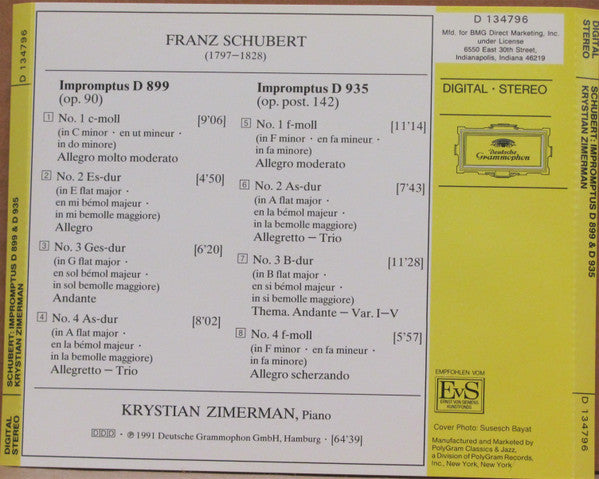 D 134796
SCHUBERT: IMPROMPTUS D 899 & D 935
KRYSTIAN ZIMERMAN
DIGITAL
STEREO
FRANZ SCHUBERT
(1797–1828)
Impromptus D 899
(op. 90)
1 No. 1 c-moll [9'06]
(in C minor · en ut mineur ·
in do minore)
Allegro molto moderato
2 No. 2 Es-dur [4'50]
(in E flat major ·
en mi bémol majeur ·
in mi bemolle maggiore)
Allegro
3 No. 3 Ges-dur [6'20]
(in G flat major ·
en sol bémol majeur ·
in sol bemolle maggiore)
Andante
4 No. 4 As-dur [8'02]
(in A flat major ·
en la bémol majeur ·
in la bemolle maggiore)
Allegretto – Trio
Impromptus D 935
(op. post. 142)
5 No. 1 f-moll [11'14]
(in F minor · en fa mineur ·
in fa minore)
Allegro moderato
6 No. 2 As-dur [7'43]
(in A flat major ·
en la bémol majeur ·
in la bemolle maggiore)
Allegretto – Trio
7 No. 3 B-dur [11'28]
(in B flat major ·
en si bémol majeur ·
in si bemolle maggiore)
Thema. Andante – Var. I–V
8 No. 4 f-moll [5'57]
(in F minor · en fa mineur ·
in fa minore)
Allegro scherzando
KRYSTIAN ZIMERMAN, Piano
DDD · ℗ 1991 Deutsche Grammophon GmbH, Hamburg · [64'39]
D 134796
Mfd. for BMG Direct Marketing, Inc.
under License
6550 East 30th Street,
Indianapolis, Indiana 46219
DIGITAL · STEREO
Deutsche
Grammophon
EMPFOHLEN VOM
EvS
ERNST VON SIEMENS
KUNSTFONDS
Cover Photo: Susesch Bayat
Manufactured and Marketed by
PolyGram Classics & Jazz,
a Division of PolyGram Records,
Inc., New York, New York
DIGITAL
STEREO
SCHUBERT: IMPROMPTUS D 899 & D 935
KRYSTIAN ZIMERMAN
D 134796